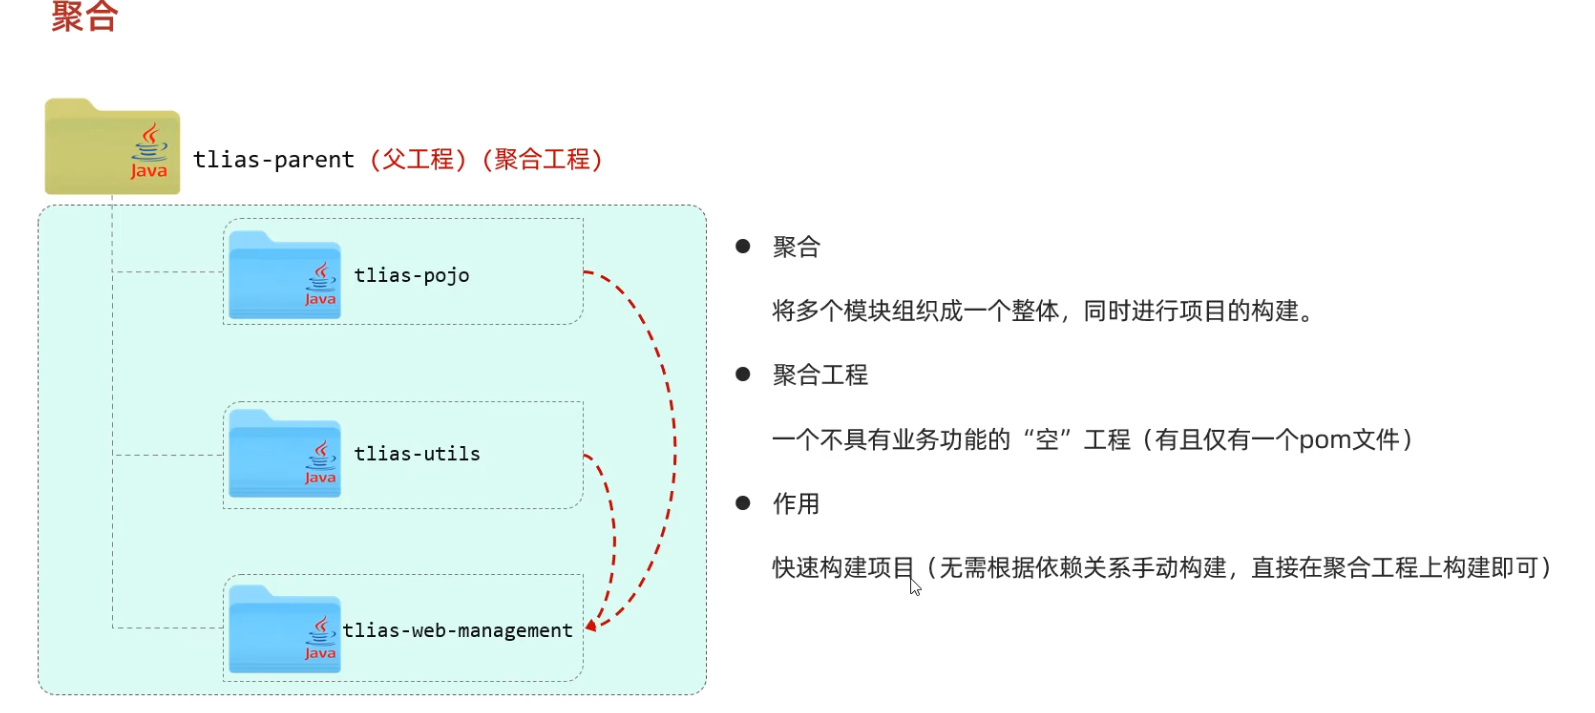 聚合
Java
tlias-parent（父工程）（聚合工程）
Java
tlias-pojo
Java
tlias-utils
Java
tlias-web-management
● 聚合
将多个模块组织成一个整体，同时进行项目的构建。
● 聚合工程
一个不具有业务功能的“空”工程（有且仅有一个pom文件）
● 作用
快速构建项目（无需根据依赖关系手动构建，直接在聚合工程上构建即可）